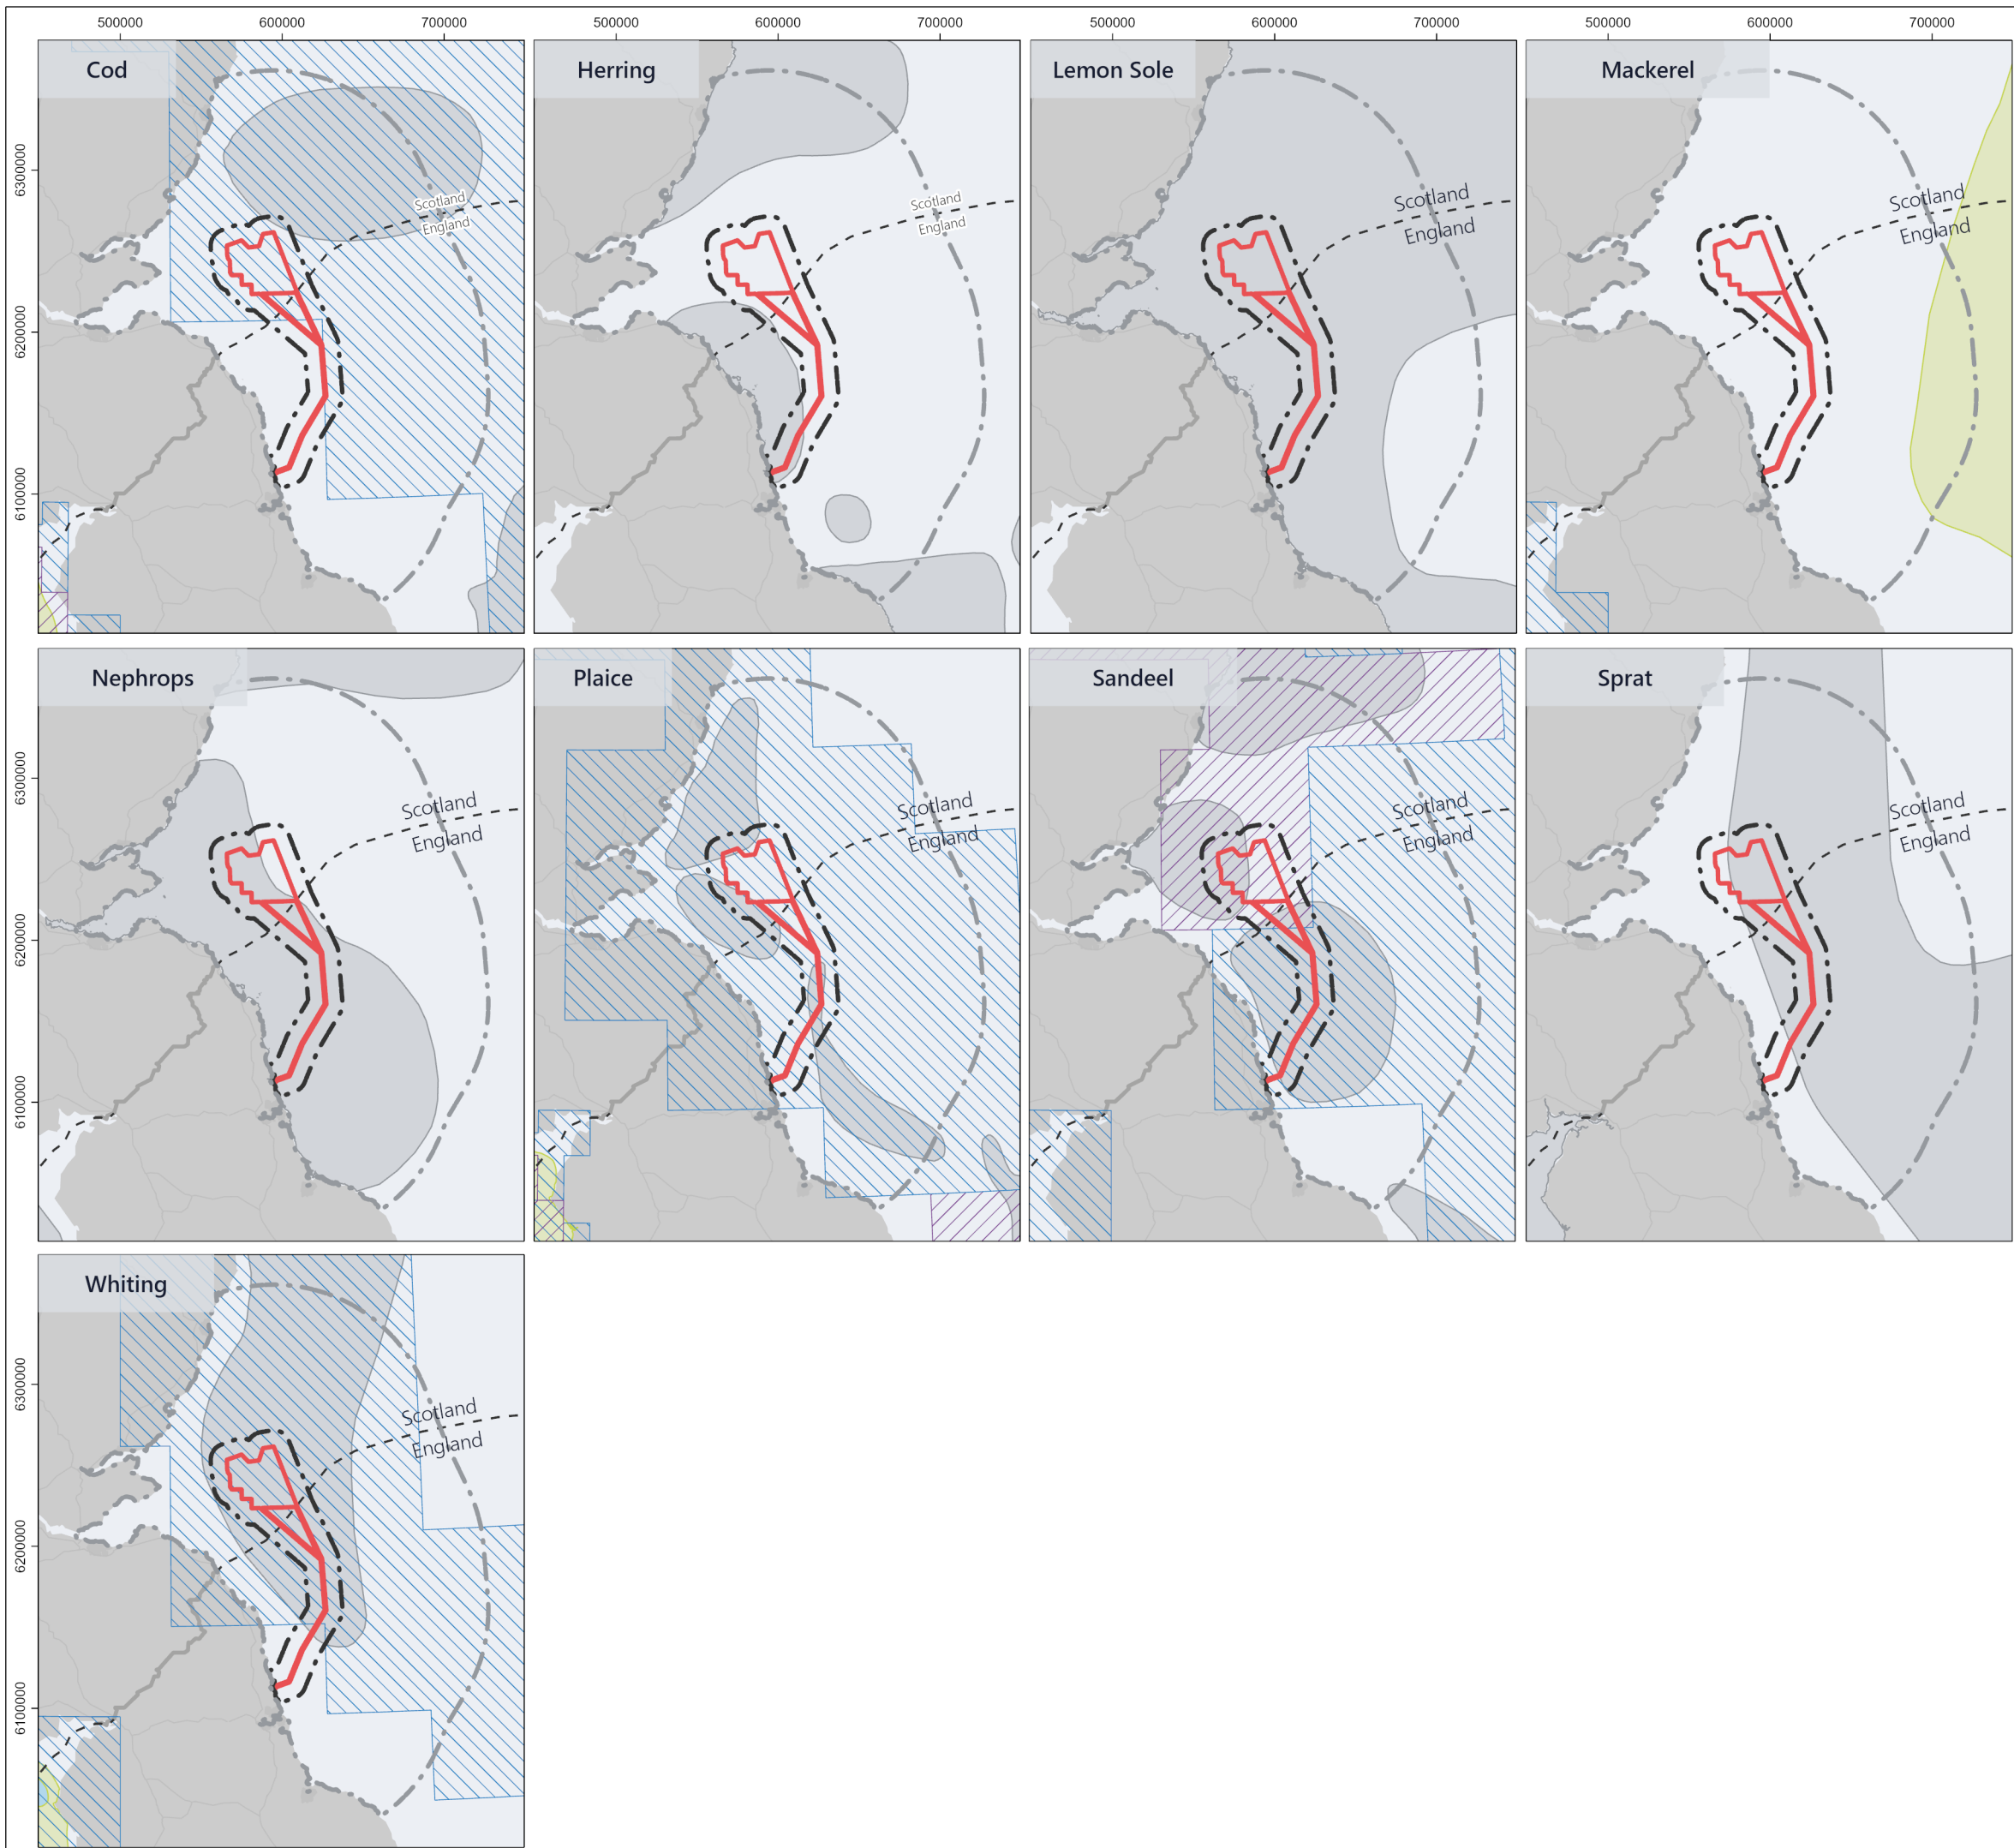 500000 600000 700000 500000 600000 700000 500000 600000 700000 500000 600000 700000
Cod
Herring
Lemon Sole
Mackerel
6300000
6200000
6100000
Scotland
England
Scotland
England
Scotland
England
Scotland
England
Nephrops
Plaice
Sandeel
Sprat
6300000
6200000
6100000
Scotland
England
Scotland
England
Scotland
England
Scotland
England
Whiting
6300000
6200000
6100000
Scotland
England